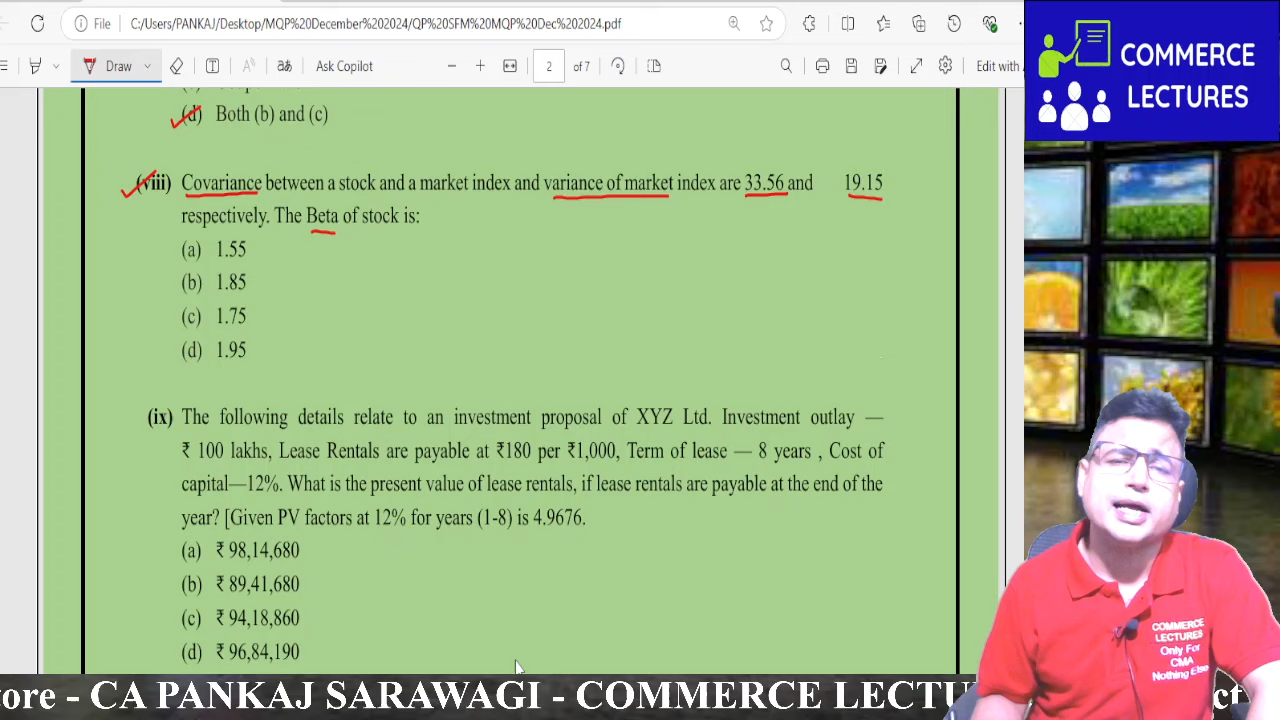 File C:/Users/PANKAJ/Desktop/MQP%20December%202024/QP%20SFM%20MQP%20Dec%202024.pdf
Draw Ask Copilot 2 of 7 Edit with
COMMERCE
LECTURES
(d) Both (b) and (c)
(viii) Covariance between a stock and a market index and variance of market index are 33.56 and 19.15
respectively. The Beta of stock is:
(a) 1.55
(b) 1.85
(c) 1.75
(d) 1.95
(ix) The following details relate to an investment proposal of XYZ Ltd. Investment outlay —
₹ 100 lakhs, Lease Rentals are payable at ₹180 per ₹1,000, Term of lease — 8 years , Cost of
capital—12%. What is the present value of lease rentals, if lease rentals are payable at the end of the
year? [Given PV factors at 12% for years (1-8) is 4.9676.
(a) ₹ 98,14,680
(b) ₹ 89,41,680
(c) ₹ 94,18,860
(d) ₹ 96,84,190
COMMERCE
LECTURES
Only For
CMA
Nothing Else
tore - CA PANKAJ SARAWAGI - COMMERCE LECTU